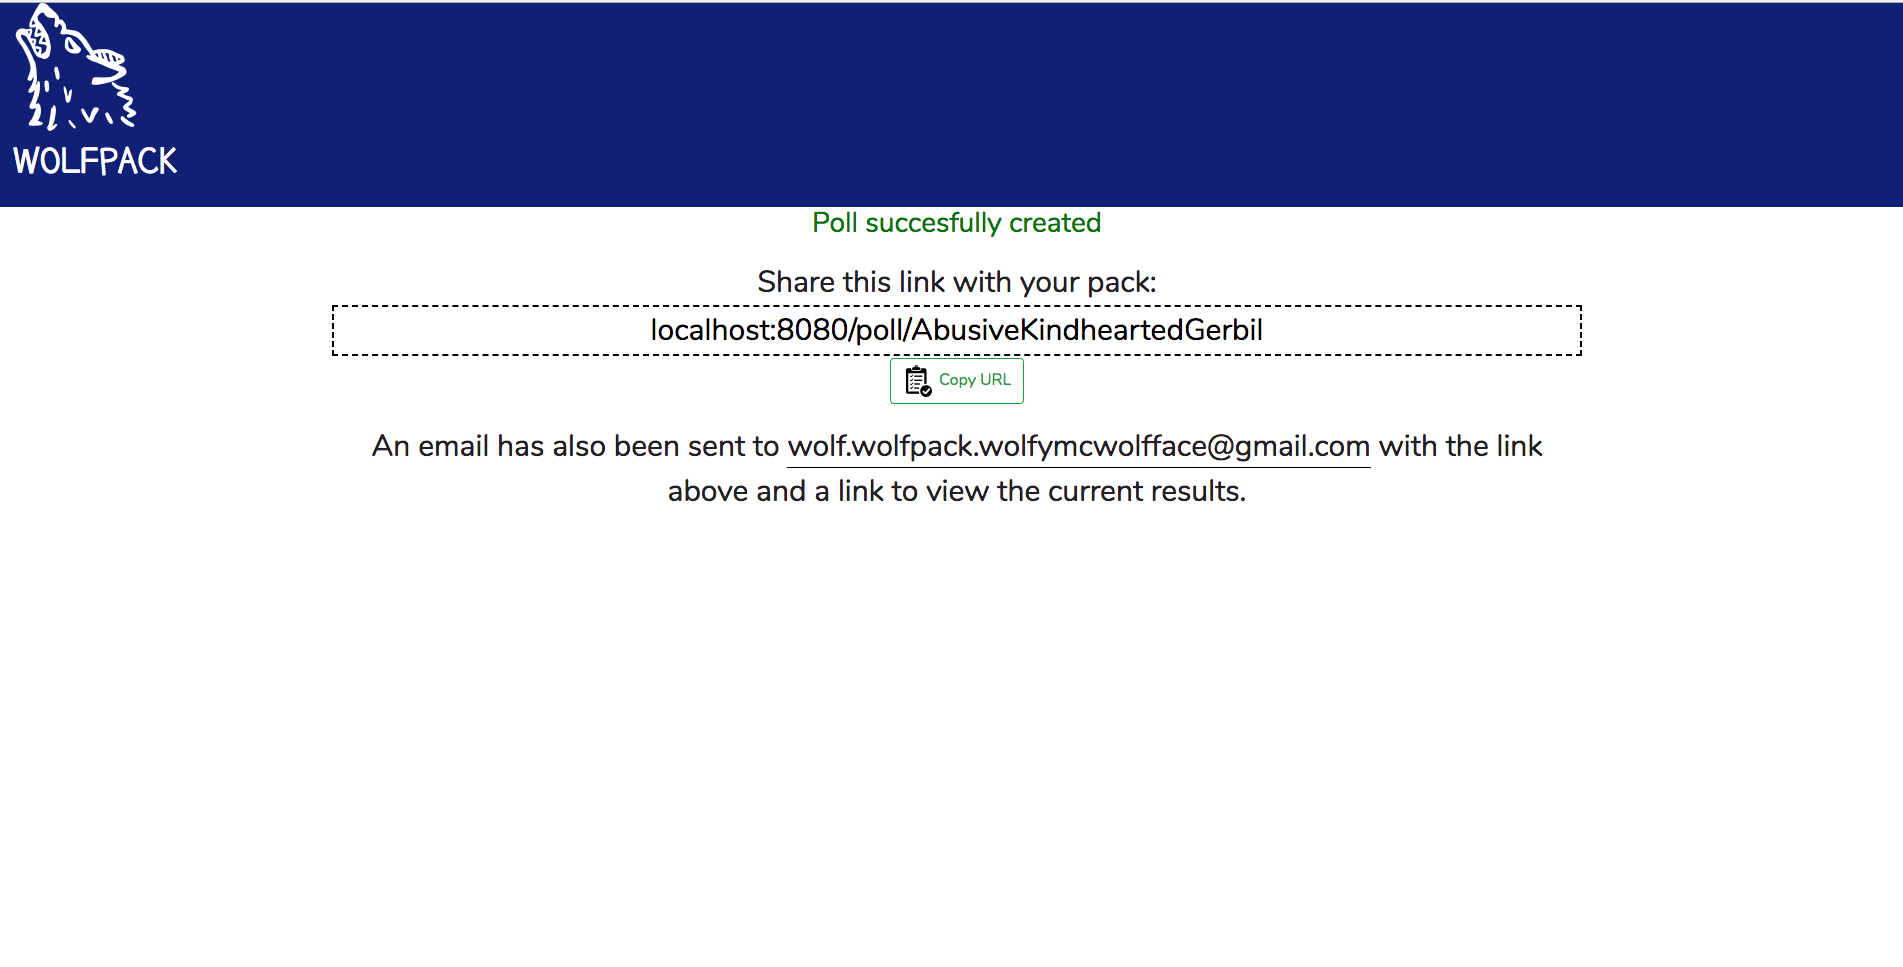 WOLFPACK
Poll succesfully created
Share this link with your pack:
localhost:8080/poll/AbusiveKindheartedGerbil
Copy URL
An email has also been sent to wolf.wolfpack.wolfymcwolfface@gmail.com with the link
above and a link to view the current results.